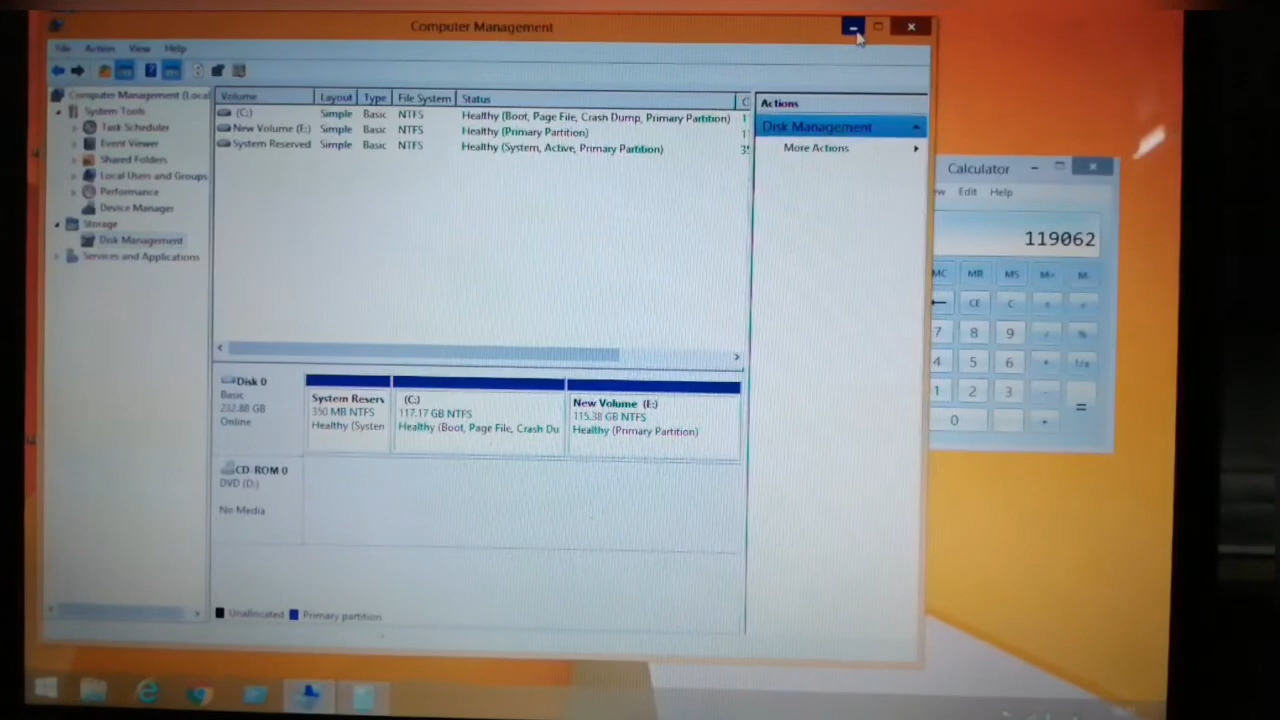 Computer Management
File Action View Help
Computer Management (Local
System Tools
Task Scheduler
Event Viewer
Shared Folders
Local Users and Groups
Performance
Device Manager
Storage
Disk Management
Services and Applications
Volume Layout Type File System Status C
(C:) Simple Basic NTFS Healthy (Boot, Page File, Crash Dump, Primary Partition) 1
New Volume (E:) Simple Basic NTFS Healthy (Primary Partition) 1
System Reserved Simple Basic NTFS Healthy (System, Active, Primary Partition) 3
Disk 0
Basic
232.88 GB
Online
System Reserv
350 MB NTFS
Healthy (System
(C:)
117.17 GB NTFS
Healthy (Boot, Page File, Crash Du
New Volume (E:)
115.38 GB NTFS
Healthy (Primary Partition)
CD-ROM 0
DVD (D:)
No Media
Unallocated Primary partition
Actions
Disk Management
More Actions
Calculator
ew Edit Help
119062
MC MR MS M+ M-
← CE C
7 8 9 / %
4 5 6 * 1/x
1 2 3 - =
0 . +